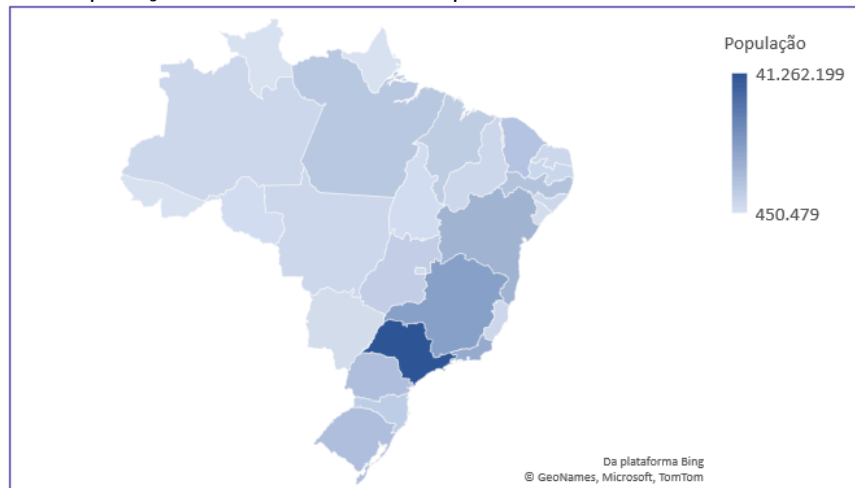 População
41.262.199
450.479
Da plataforma Bing
© GeoNames, Microsoft, TomTom